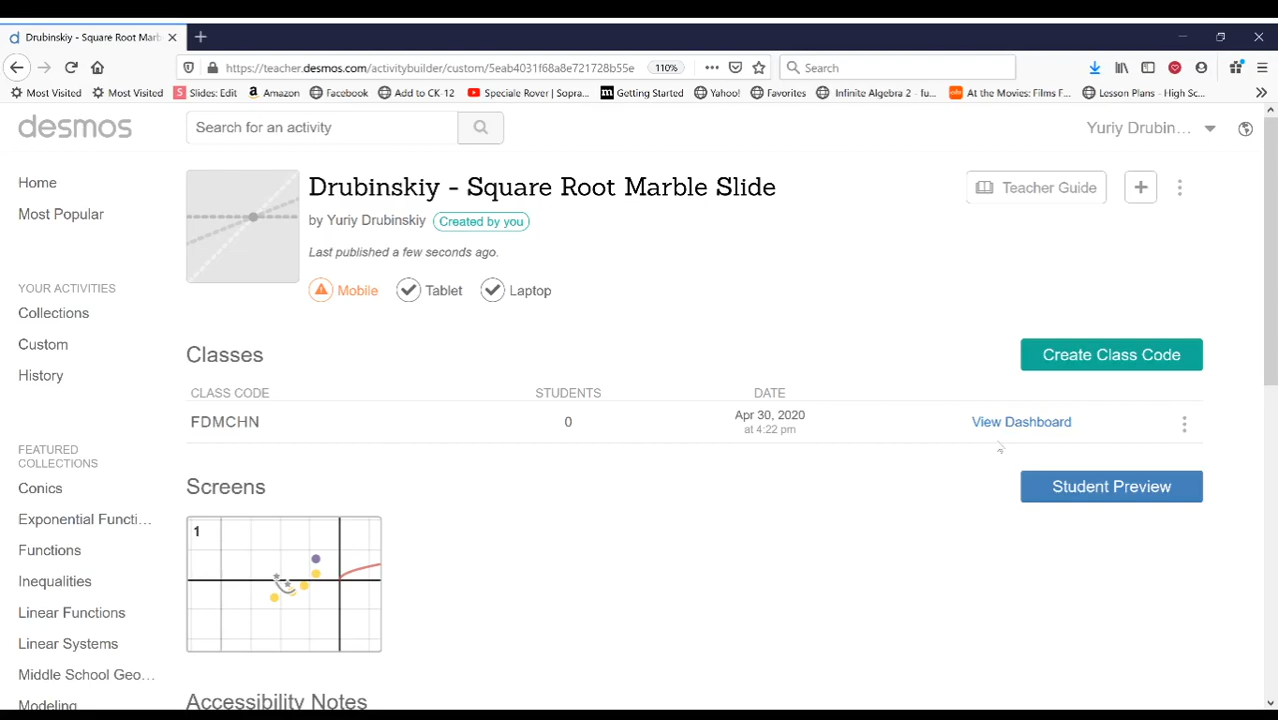 Drubinskiy - Square Root Marb
https://teacher.desmos.com/activitybuilder/custom/5eab4031f68a8e721728b55e
110%
Search
Most Visited
Most Visited
Slides: Edit
Amazon
Facebook
Add to CK-12
Speciale Rover | Sopra...
Getting Started
Yahoo!
Favorites
Infinite Algebra 2 - fu...
At the Movies: Films F...
Lesson Plans - High Sc...
desmos
Search for an activity
Yuriy Drubin...
Home
Most Popular
YOUR ACTIVITIES
Collections
Custom
History
FEATURED
COLLECTIONS
Conics
Exponential Functi...
Functions
Inequalities
Linear Functions
Linear Systems
Middle School Geo...
Modeling
Drubinskiy - Square Root Marble Slide
by Yuriy Drubinskiy Created by you
Last published a few seconds ago.
Mobile Tablet Laptop
Teacher Guide
Classes
Create Class Code
CLASS CODE STUDENTS DATE
FDMCHN 0 Apr 30, 2020
at 4:22 pm
View Dashboard
Screens
Student Preview
1
Accessibility Notes